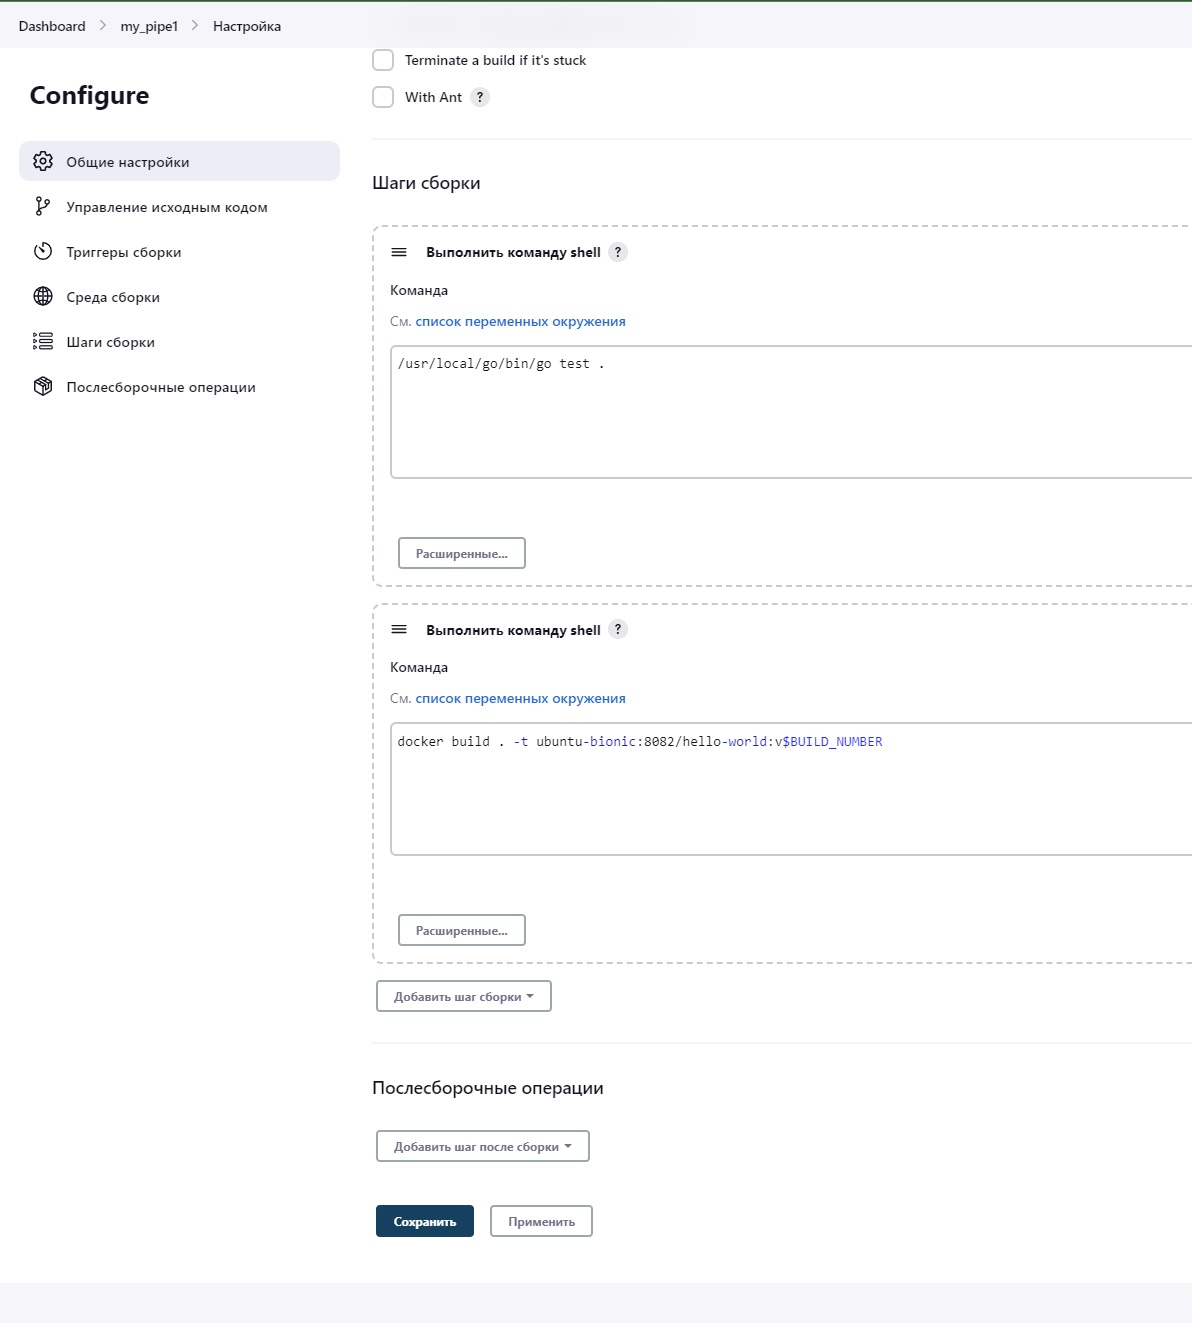 Dashboard > my_pipe1 > Настройка
Configure
Общие настройки
Управление исходным кодом
Триггеры сборки
Среда сборки
Шаги сборки
Послесборочные операции
Terminate a build if it's stuck
With Ant ?
Шаги сборки
Выполнить команду shell ?
Команда
См. список переменных окружения
/usr/local/go/bin/go test .
Расширенные...
Выполнить команду shell ?
Команда
См. список переменных окружения
docker build . -t ubuntu-bionic:8082/hello-world:v$BUILD_NUMBER
Расширенные...
Добавить шаг сборки
Послесборочные операции
Добавить шаг после сборки
Сохранить
Применить